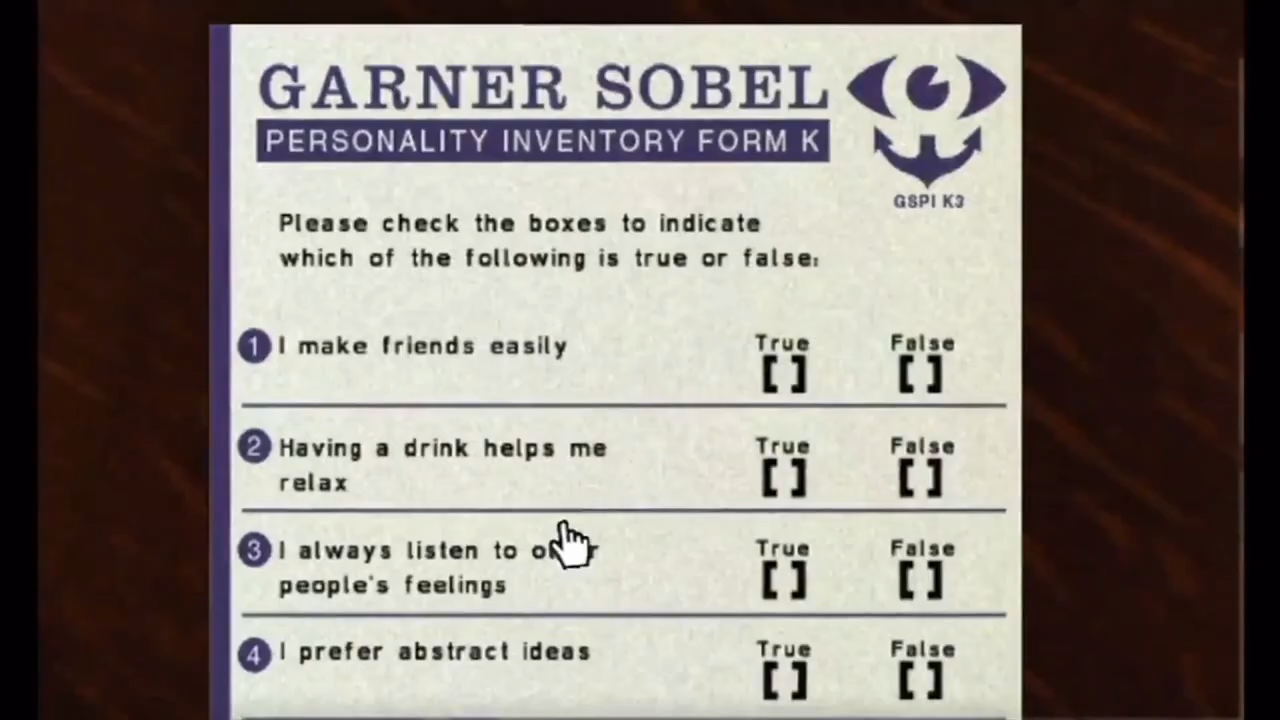 GARNER SOBEL
PERSONALITY INVENTORY FORM K
GSPI K3
Please check the boxes to indicate
which of the following is true or false:
1 I make friends easily True False
[ ] [ ]
2 Having a drink helps me True False
relax [ ] [ ]
3 I always listen to True False
people's feelings [ ] [ ]
4 I prefer abstract ideas True False
[ ] [ ]